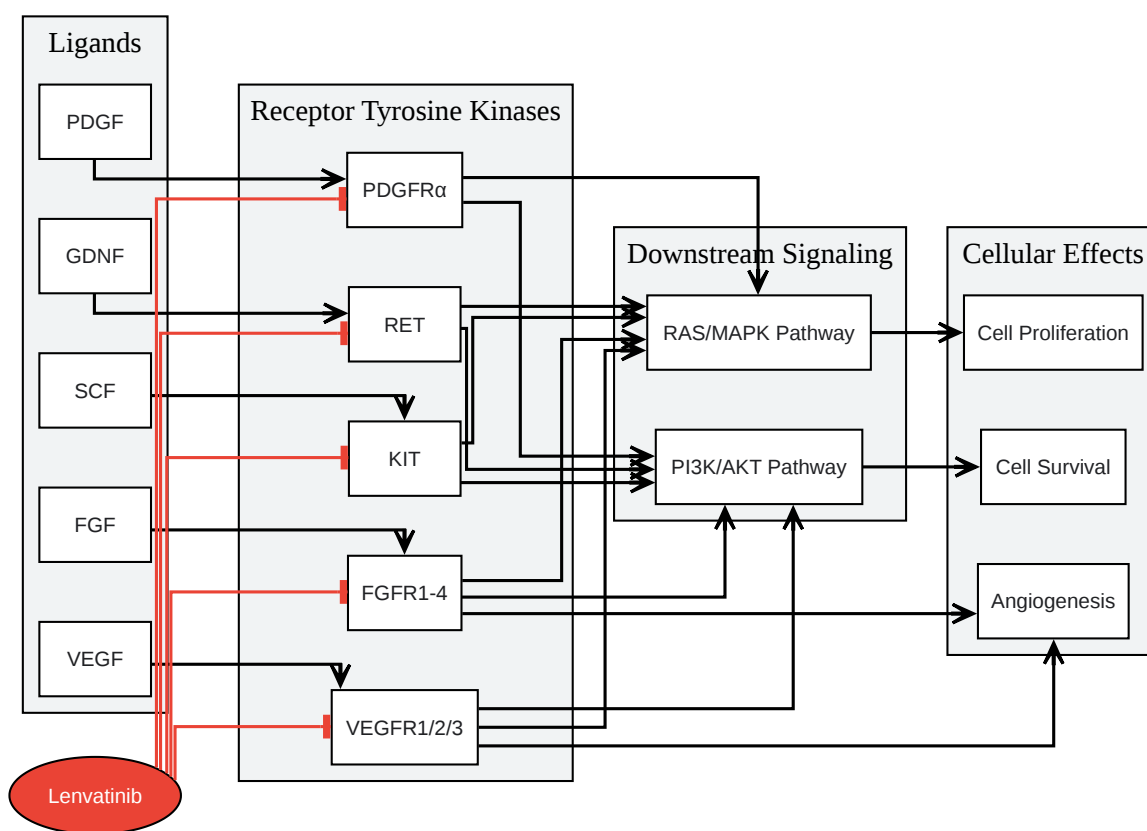 Ligands
PDGF
GDNF
SCF
FGF
VEGF
Lenvatinib
Receptor Tyrosine Kinases
PDGFRα
RET
KIT
FGFR1-4
VEGFR1/2/3
Downstream Signaling
RAS/MAPK Pathway
PI3K/AKT Pathway
Cellular Effects
Cell Proliferation
Cell Survival
Angiogenesis